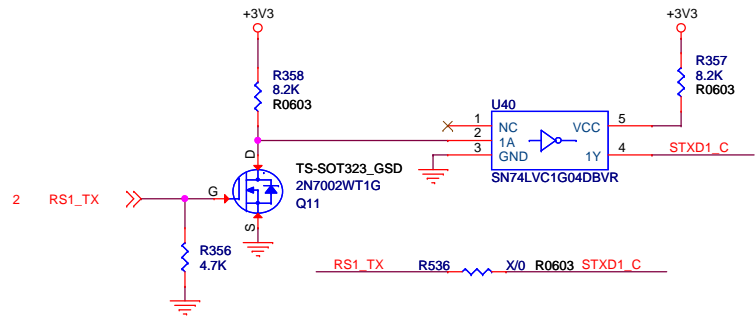 +3V3
+3V3
R358
8.2K
R0603
R357
8.2K
R0603
U40
1 NC VCC 5
2 1A
3 GND 1Y 4 STXD1_C
SN74LVC1G04DBVR
D
TS-SOT323_GSD
2N7002WT1G
Q11
2 RS1_TX G
S
R356
4.7K
RS1_TX R536 X/0 R0603 STXD1_C